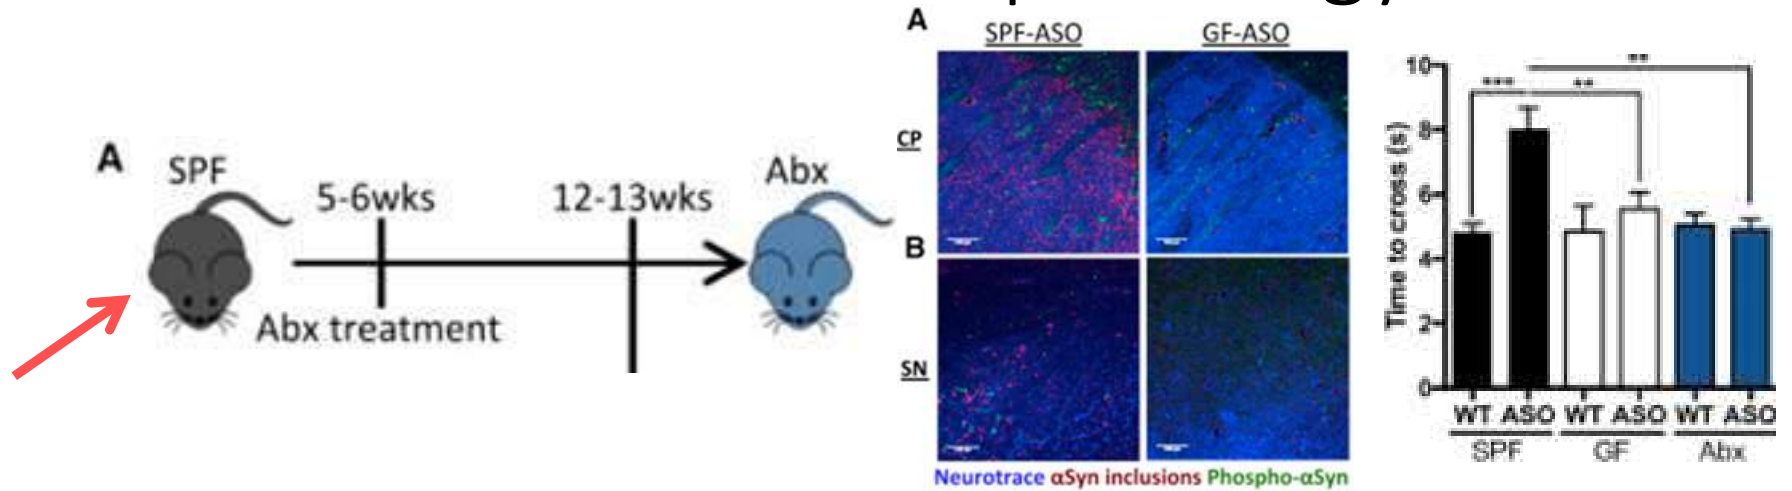 A
SPF
5-6wks
12-13wks
Abx
Abx treatment
A
SPF-ASO
GF-ASO
CP
B
SN
Neurotrace αSyn inclusions Phospho-αSyn
Time to cross (s)
10
8
6
4
2
0
***
**
**
WT ASO WT ASO WT ASO
SPF GF Abx